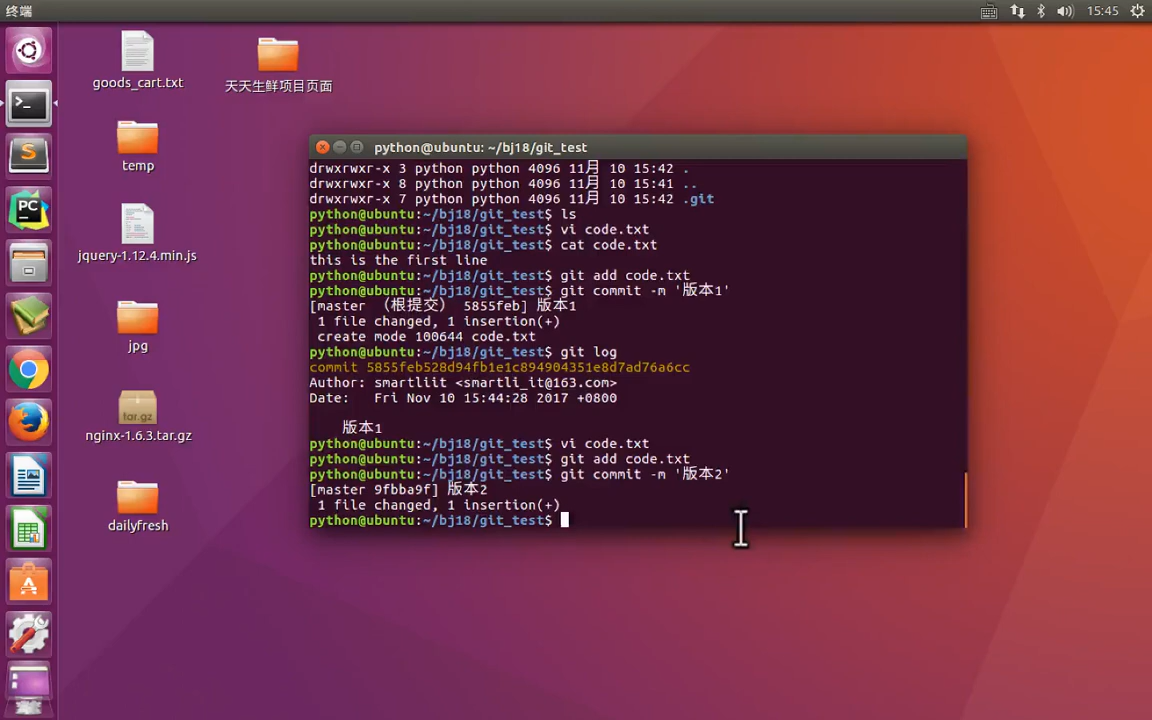 终端
15:45
goods_cart.txt
天天生鲜项目页面
temp
jquery-1.12.4.min.js
jpg
tar.gz
nginx-1.6.3.tar.gz
dailyfresh
S
PC
python@ubuntu: ~/bj18/git_test
drwxrwxr-x 3 python python 4096 11月 10 15:42 .
drwxrwxr-x 8 python python 4096 11月 10 15:41 ..
drwxrwxr-x 7 python python 4096 11月 10 15:42 .git
python@ubuntu:~/bj18/git_test$ ls
python@ubuntu:~/bj18/git_test$ vi code.txt
python@ubuntu:~/bj18/git_test$ cat code.txt
this is the first line
python@ubuntu:~/bj18/git_test$ git add code.txt
python@ubuntu:~/bj18/git_test$ git commit -m '版本1'
[master （根提交） 5855feb] 版本1
 1 file changed, 1 insertion(+)
 create mode 100644 code.txt
python@ubuntu:~/bj18/git_test$ git log
commit 5855feb528d94fb1e1c894904351e8d7ad76a6cc
Author: smartliit <smartli_it@163.com>
Date:   Fri Nov 10 15:44:28 2017 +0800
    版本1
python@ubuntu:~/bj18/git_test$ vi code.txt
python@ubuntu:~/bj18/git_test$ git add code.txt
python@ubuntu:~/bj18/git_test$ git commit -m '版本2'
[master 9fbba9f] 版本2
 1 file changed, 1 insertion(+)
python@ubuntu:~/bj18/git_test$